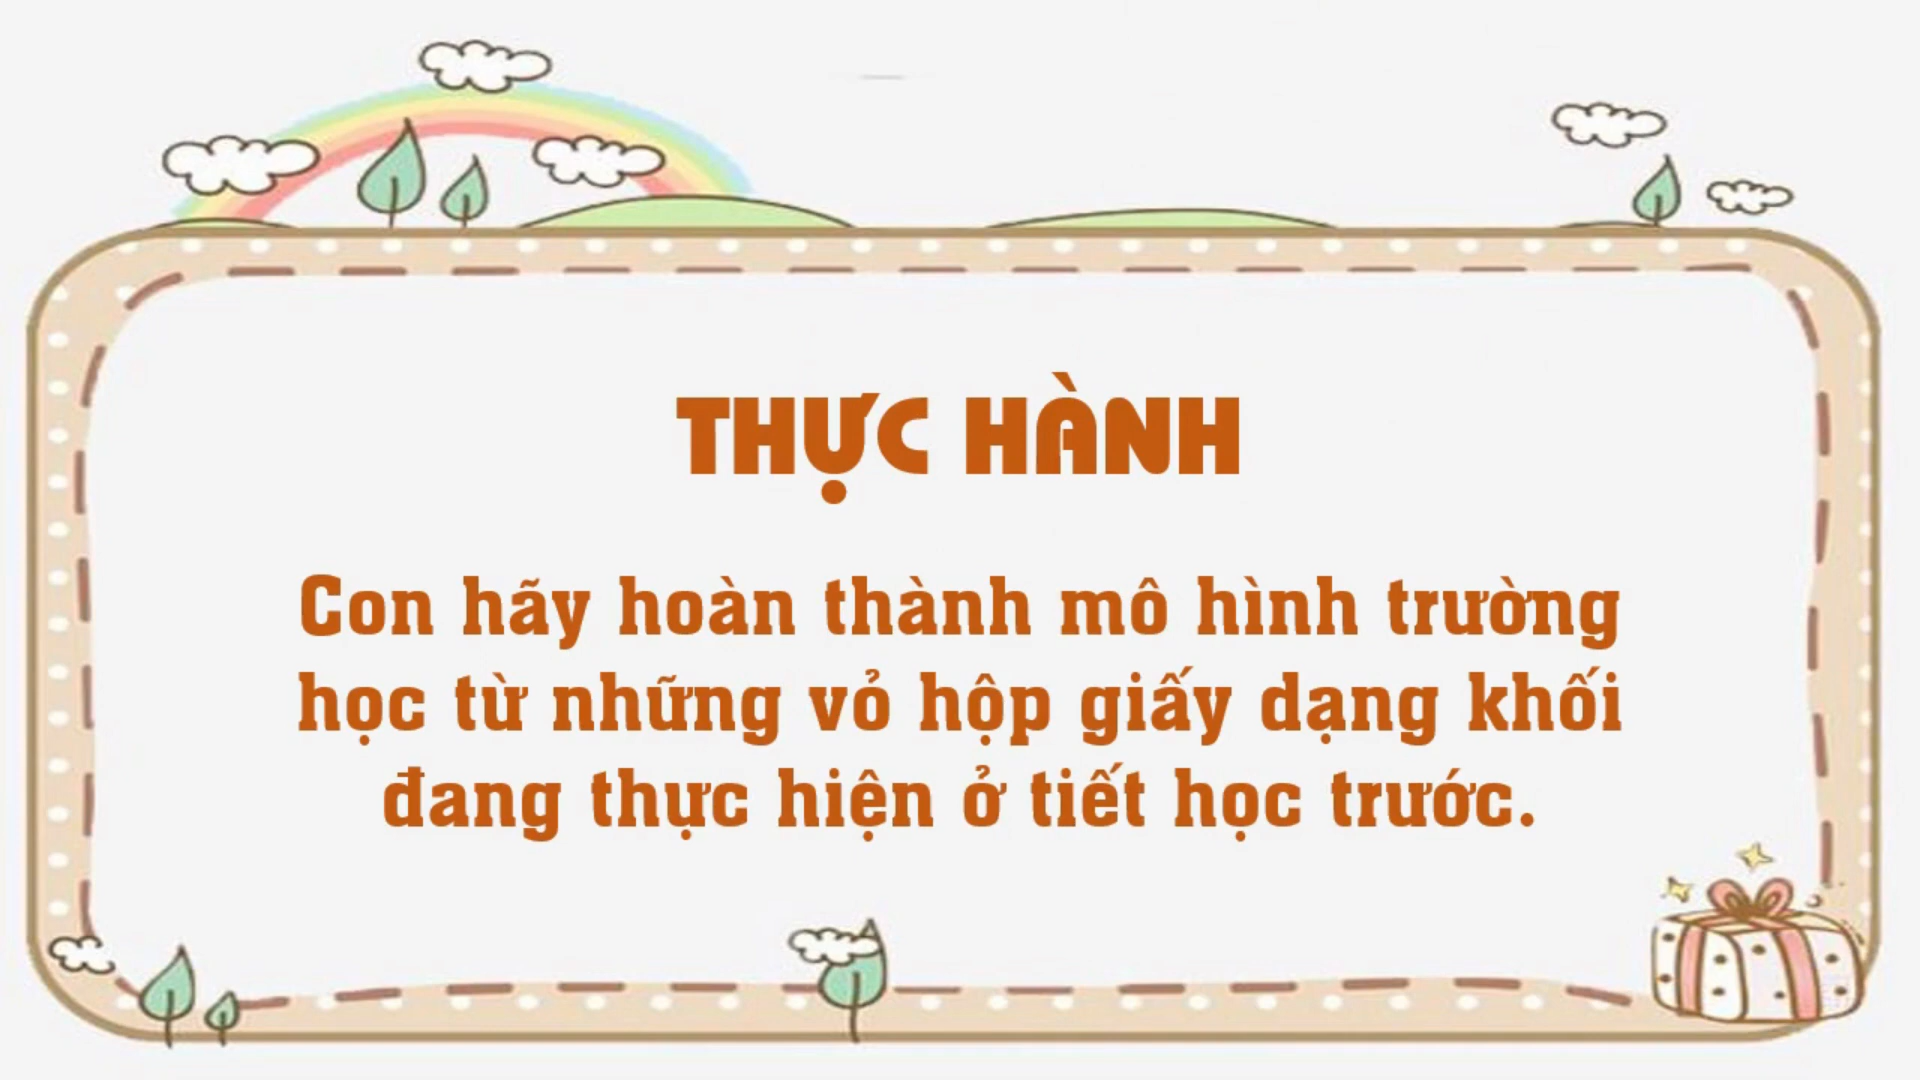 THỰC HÀNH
Con hãy hoàn thành mô hình trường
học từ những vỏ hộp giấy dạng khối
đang thực hiện ở tiết học trước.